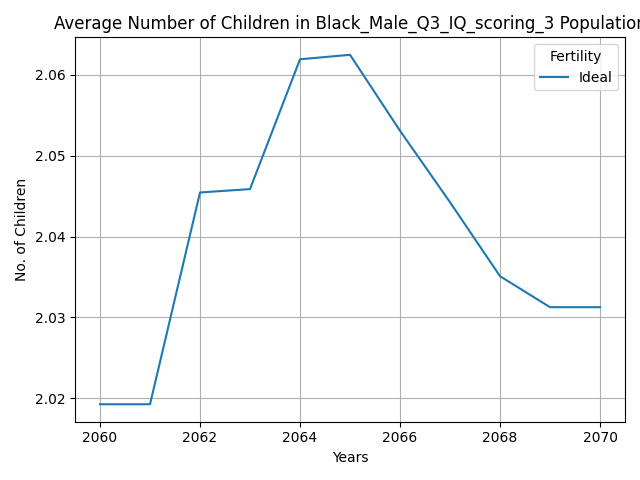 Average Number of Children in Black_Male_Q3_IQ_scoring_3 Population
Fertility
Ideal
No. of Children
2.06
2.05
2.04
2.03
2.02
2060 2062 2064 2066 2068 2070
Years